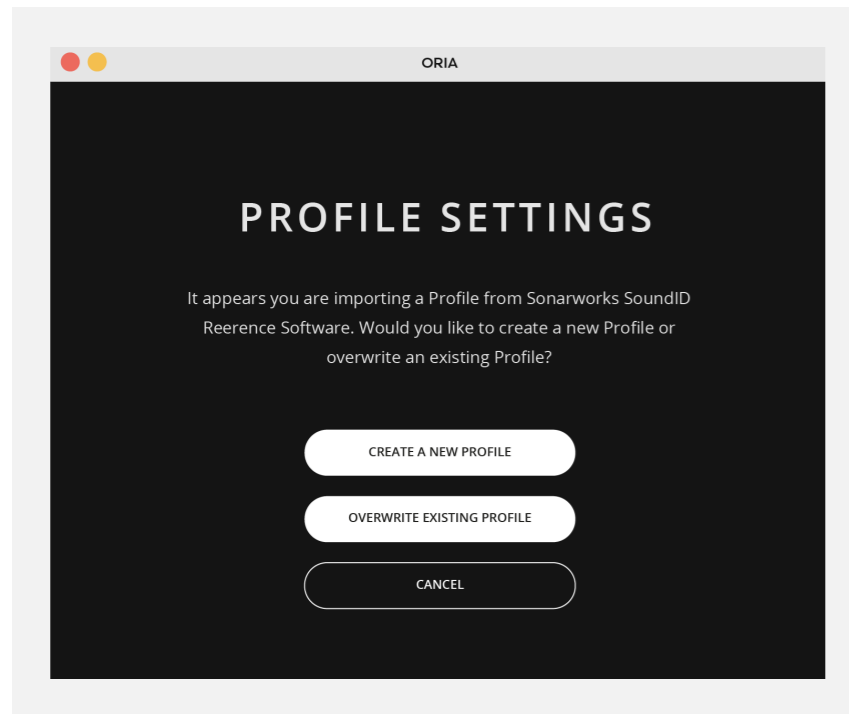 ORIA
PROFILE SETTINGS
It appears you are importing a Profile from Sonarworks SoundID
Reerence Software. Would you like to create a new Profile or
overwrite an existing Profile?
CREATE A NEW PROFILE
OVERWRITE EXISTING PROFILE
CANCEL